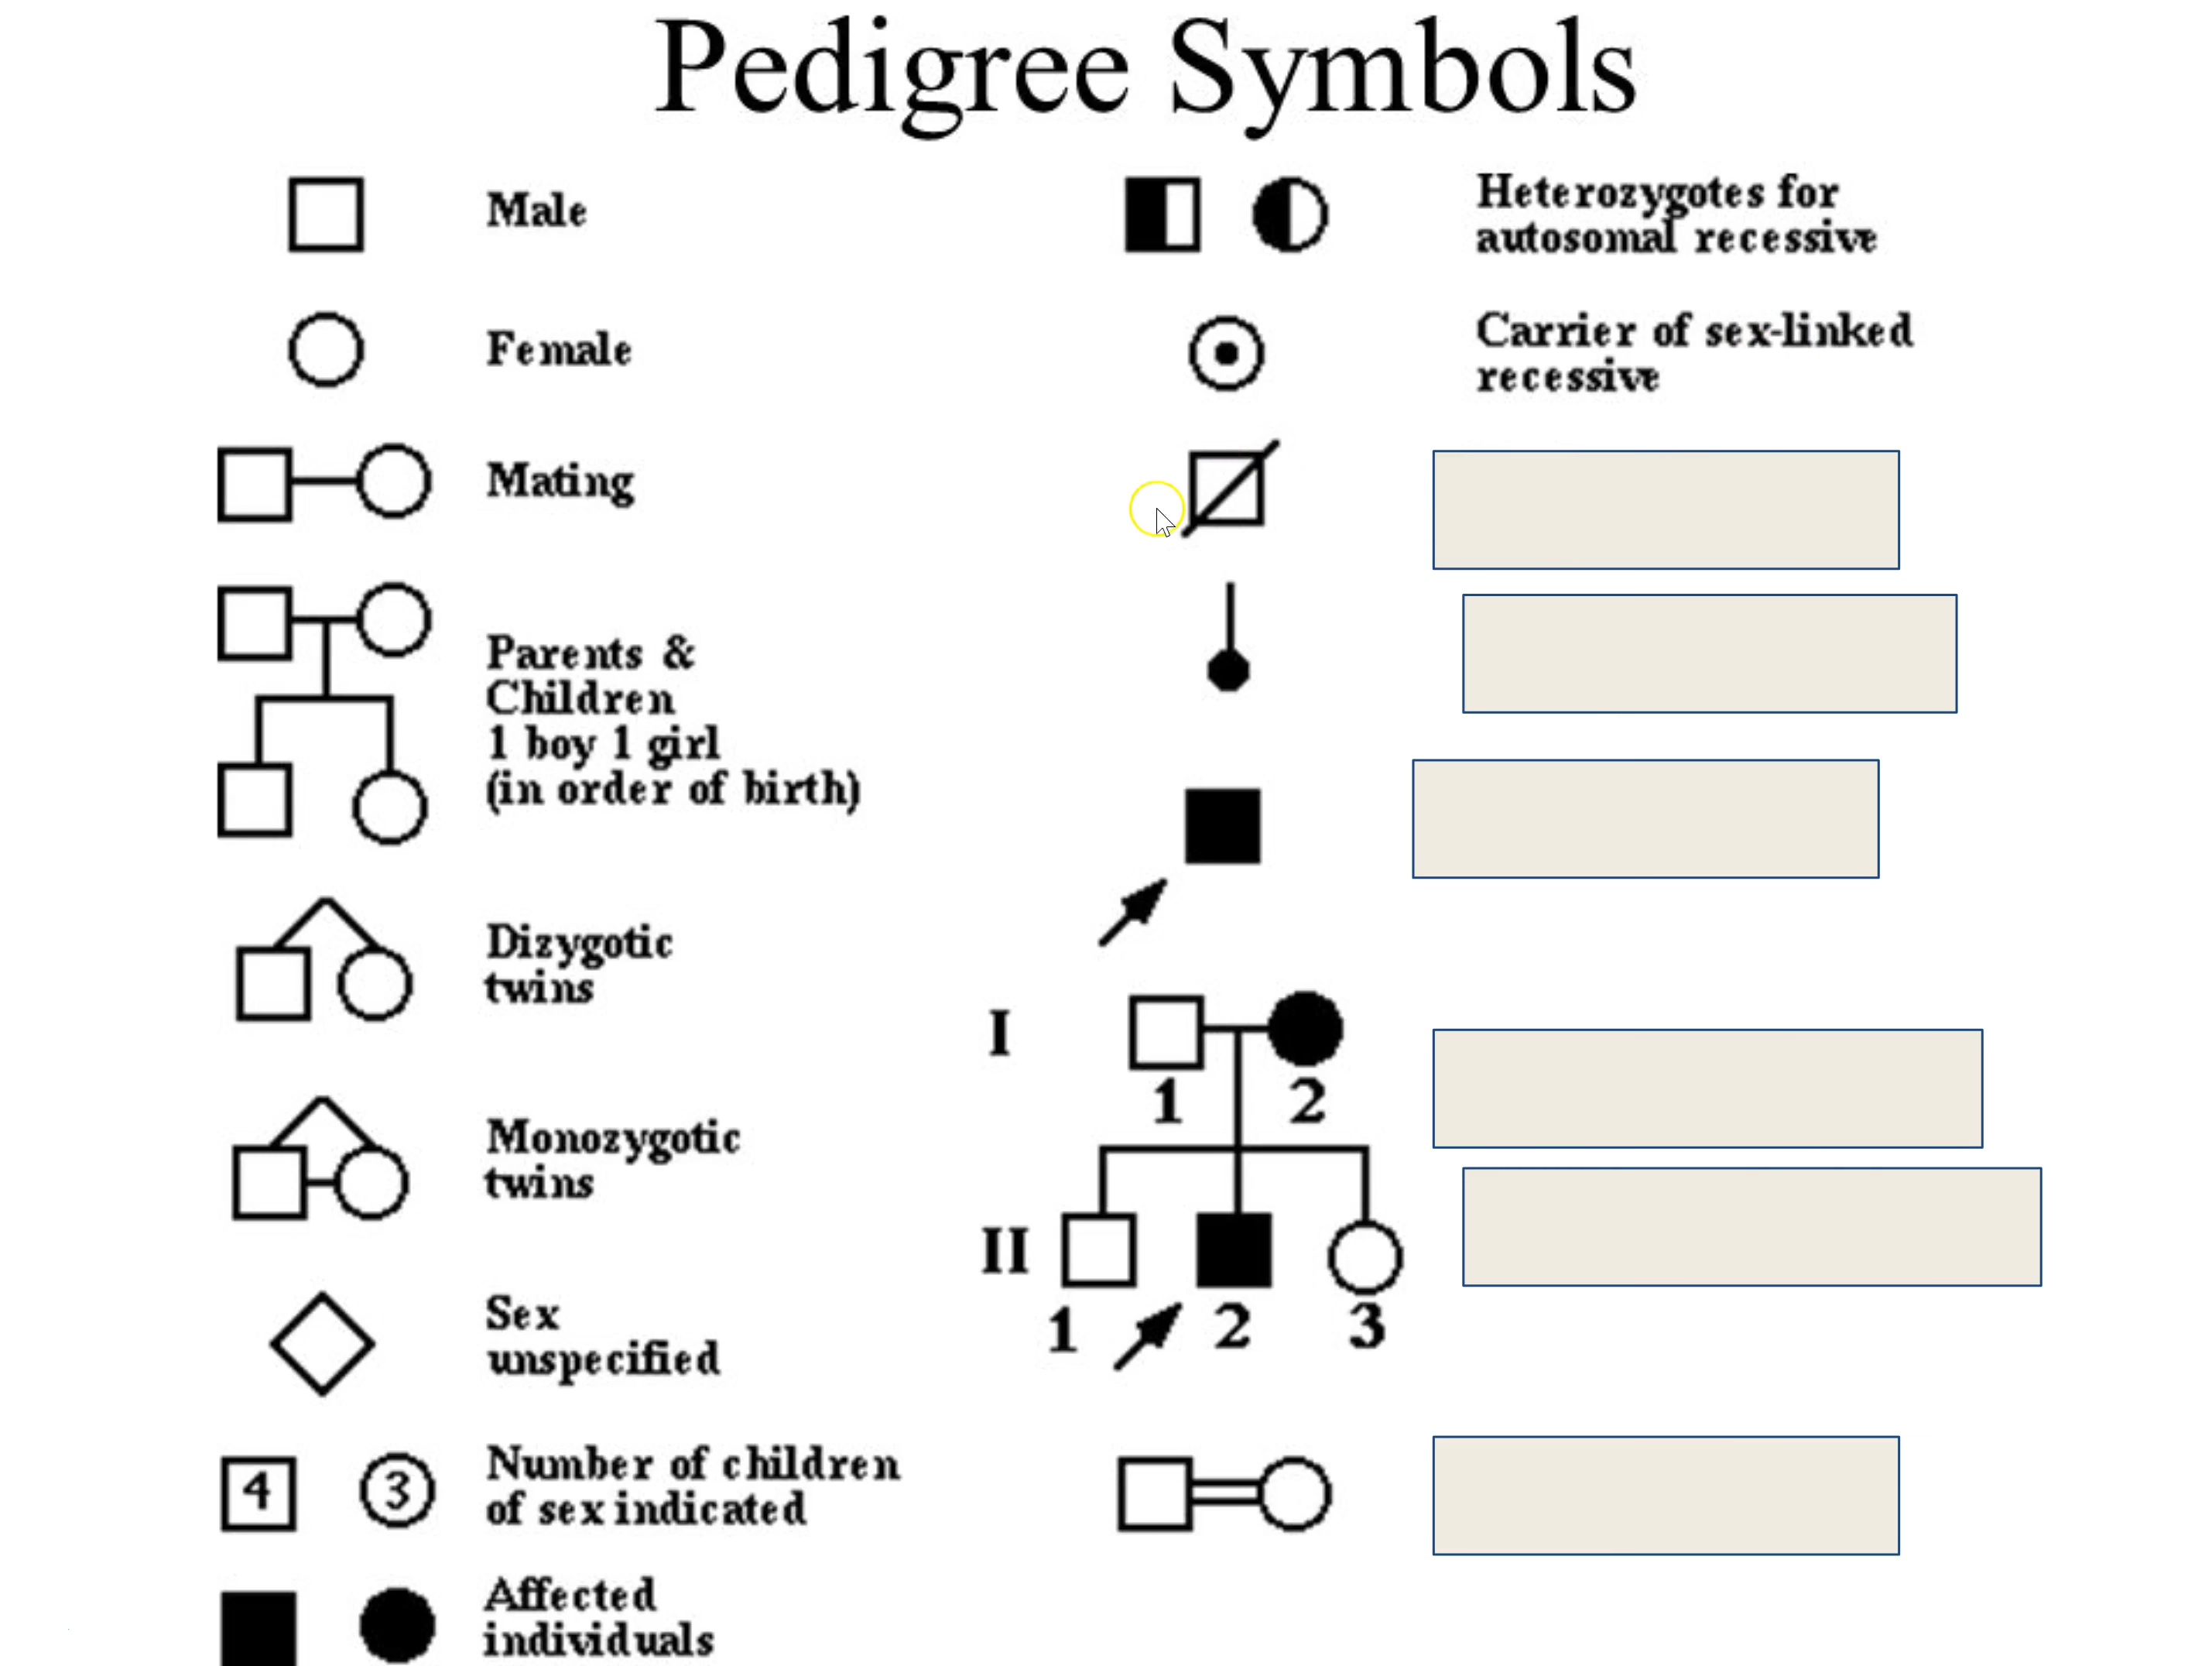 Pedigree Symbols
Male
Female
Mating
Parents &
Children
1 boy 1 girl
(in order of birth)
Dizygotic
twins
Monozygotic
twins
Sex
unspecified
4 3 Number of children
of sex indicated
Affected
individuals
Heterozygotes for
autosomal recessive
Carrier of sex-linked
recessive
I
1 2
II
1 2 3